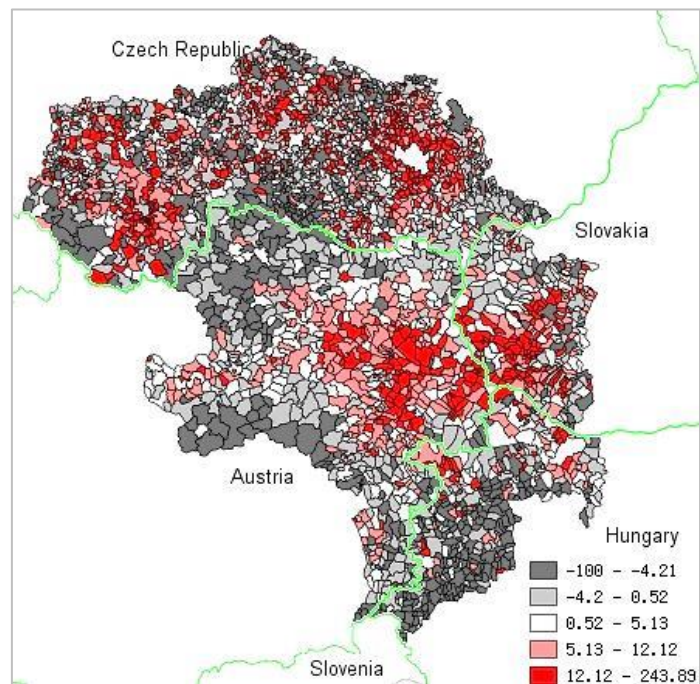 Czech Republic
Slovakia
Austria
Hungary
-100 - -4.21
-4.2 - 0.52
0.52 - 5.13
5.13 - 12.12
12.12 - 243.89
Slovenia